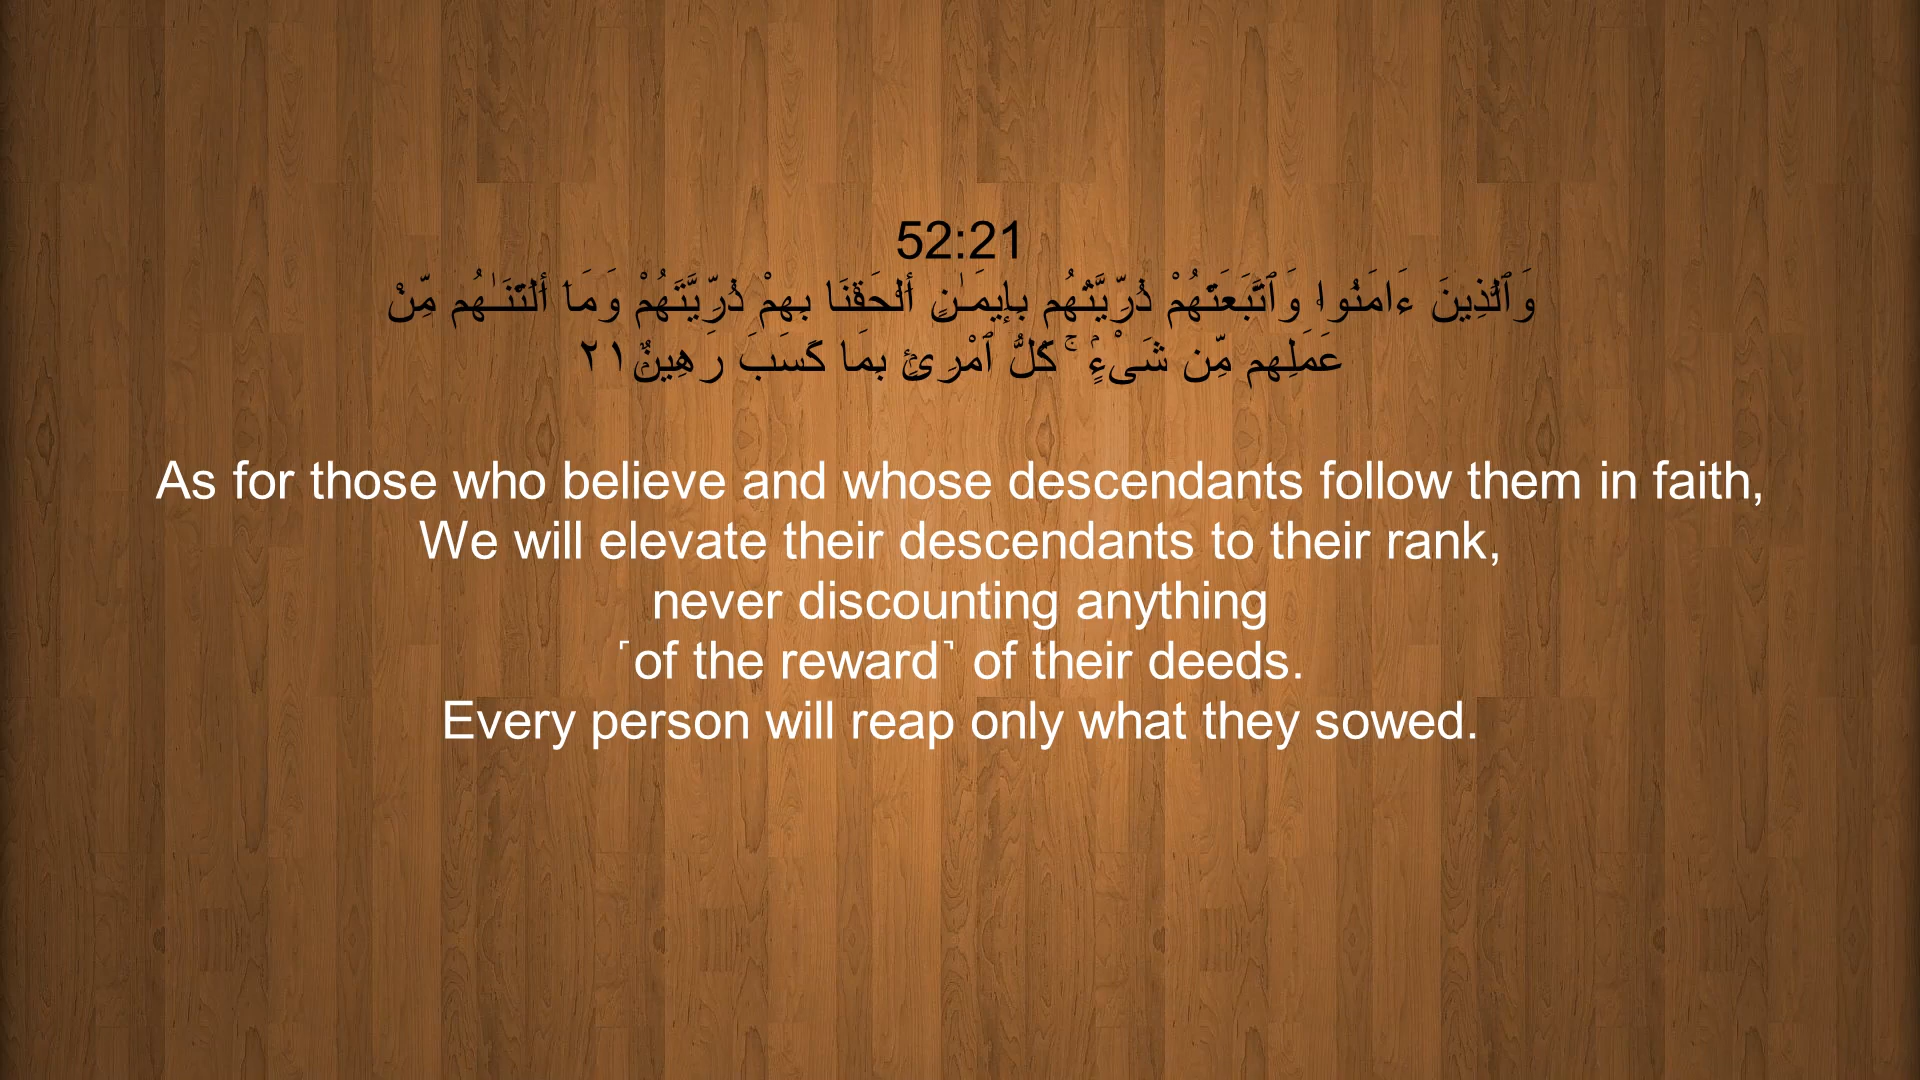 52:21
وَٱلَّذِينَ ءَامَنُوا۟ وَٱتَّبَعَتْهُمْ ذُرِّيَّتُهُم بِإِيمَـٰنٍ أَلْحَقْنَا بِهِمْ ذُرِّيَّتَهُمْ وَمَآ أَلَتْنَـٰهُم مِّنْ
عَمَلِهِم مِّن شَىْءٍۢ ۚ كُلُّ ٱمْرِئٍۭ بِمَا كَسَبَ رَهِينٌۭ ٢١
As for those who believe and whose descendants follow them in faith,
We will elevate their descendants to their rank,
never discounting anything
˹of the reward˺ of their deeds.
Every person will reap only what they sowed.